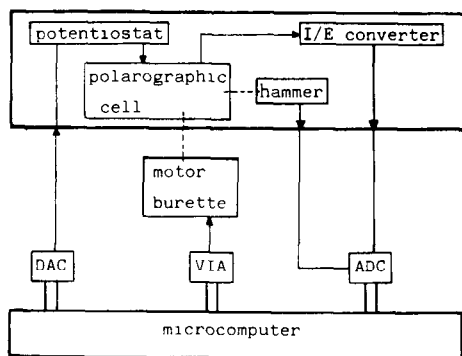 potentiostat
I/E converter
polarographic
cell
hammer
motor
burette
DAC
VIA
ADC
microcomputer